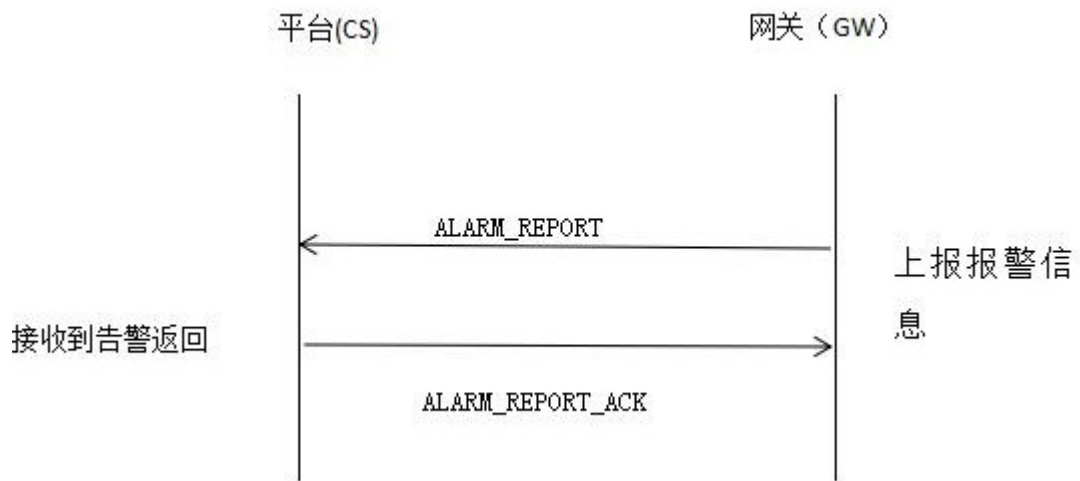 平台(CS)
网关（GW）
ALARM_REPORT
上报报警信
息
接收到告警返回
ALARM_REPORT_ACK